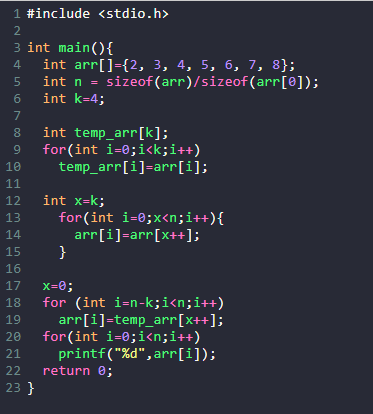 1 #include <stdio.h>
2
3 int main(){
4   int arr[]={2, 3, 4, 5, 6, 7, 8};
5   int n = sizeof(arr)/sizeof(arr[0]);
6   int k=4;
7
8   int temp_arr[k];
9   for(int i=0;i<k;i++)
10     temp_arr[i]=arr[i];
11
12   int x=k;
13     for(int i=0;x<n;i++){
14       arr[i]=arr[x++];
15     }
16
17   x=0;
18   for (int i=n-k;i<n;i++)
19     arr[i]=temp_arr[x++];
20   for(int i=0;i<n;i++)
21     printf("%d",arr[i]);
22   return 0;
23 }